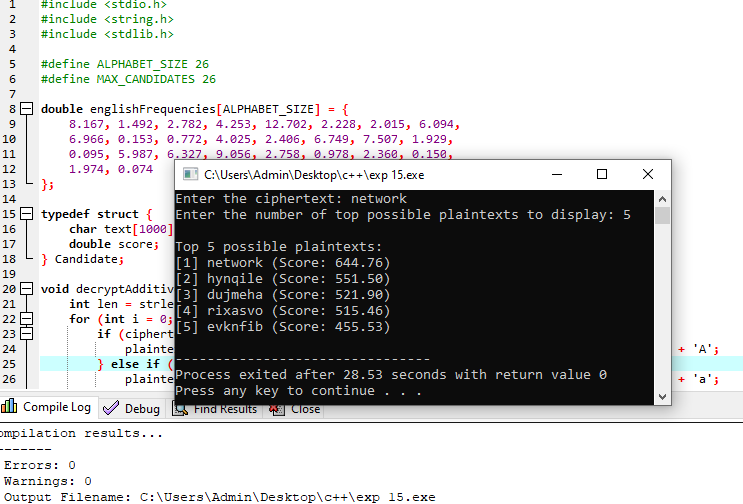 1 #include <stdio.h>
2 #include <string.h>
3 #include <stdlib.h>
4
5 #define ALPHABET_SIZE 26
6 #define MAX_CANDIDATES 26
7
8 double englishFrequencies[ALPHABET_SIZE] = {
9 8.167, 1.492, 2.782, 4.253, 12.702, 2.228, 2.015, 6.094,
10 6.966, 0.153, 0.772, 4.025, 2.406, 6.749, 7.507, 1.929,
11 0.095, 5.987, 6.327, 9.056, 2.758, 0.978, 2.360, 0.150,
12 1.974, 0.074
13 };
14
15 typedef struct {
16 char text[1000]
17 double score;
18 } Candidate;
19
20 void decryptAdditiv
21 int len = strle
22 for (int i = 0;
23 if (ciphert
24 plainte + 'A';
25 } else if (
26 plainte + 'a';
C:\Users\Admin\Desktop\c++\exp 15.exe
Enter the ciphertext: network
Enter the number of top possible plaintexts to display: 5
Top 5 possible plaintexts:
[1] network (Score: 644.76)
[2] hynqile (Score: 551.50)
[3] dujmeha (Score: 521.90)
[4] rixasvo (Score: 515.46)
[5] evknfib (Score: 455.53)
--------------------------------
Process exited after 28.53 seconds with return value 0
Press any key to continue . . .
Compile Log Debug Find Results Close
ompilation results...
-------
Errors: 0
Warnings: 0
Output Filename: C:\Users\Admin\Desktop\c++\exp 15.exe